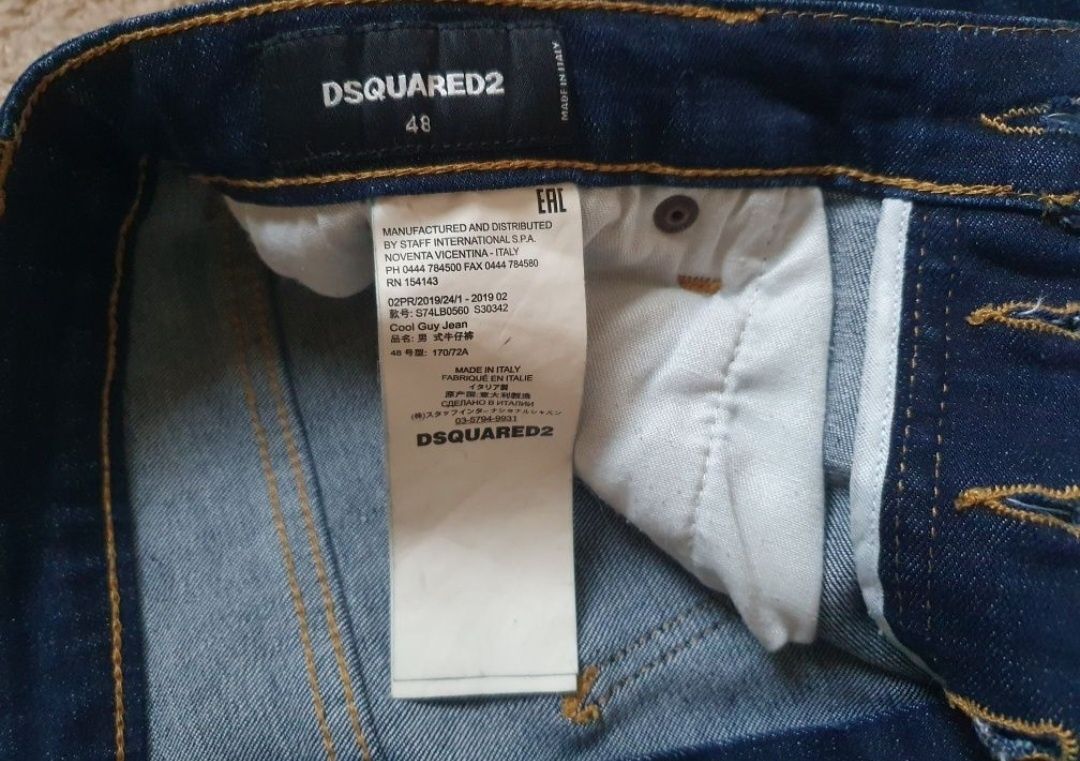 DSQUARED2
48
MADE IN ITALY
EAC
MANUFACTURED AND DISTRIBUTED
BY STAFF INTERNATIONAL S.P.A.
NOVENTA VICENTINA - ITALY
PH 0444 784500 FAX 0444 784580
RN 154143
02PR/2019/24/1 - 2019 02
款号: S74LB0560 S30342
Cool Guy Jean
品名: 男 式牛仔裤
48 号型: 170/72A
MADE IN ITALY
FABRIQUÉ EN ITALIE
イタリア製
原产国:意大利製造
СДЕЛАНО В ИТАЛИИ
(株)スタッフインターナショナルジャパン
03-5794-9931
DSQUARED2